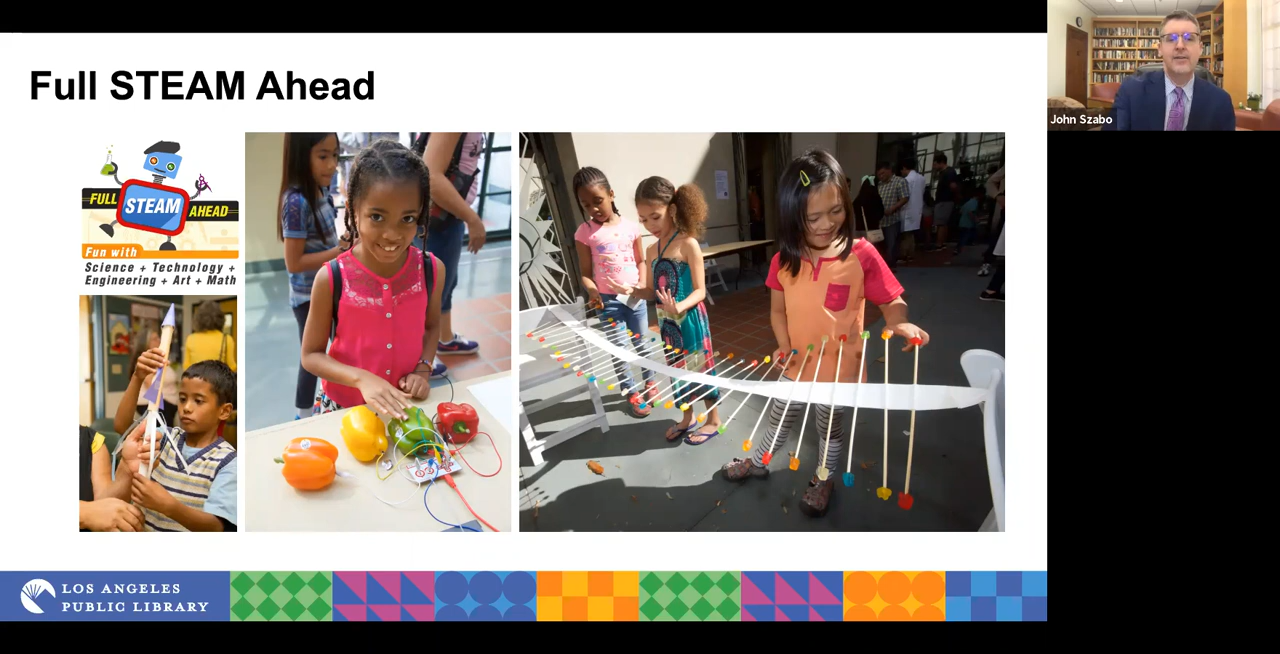 Full STEAM Ahead
FULL
STEAM
AHEAD
Fun with
Science + Technology +
Engineering + Art + Math
LOS ANGELES
PUBLIC LIBRARY
John Szabo